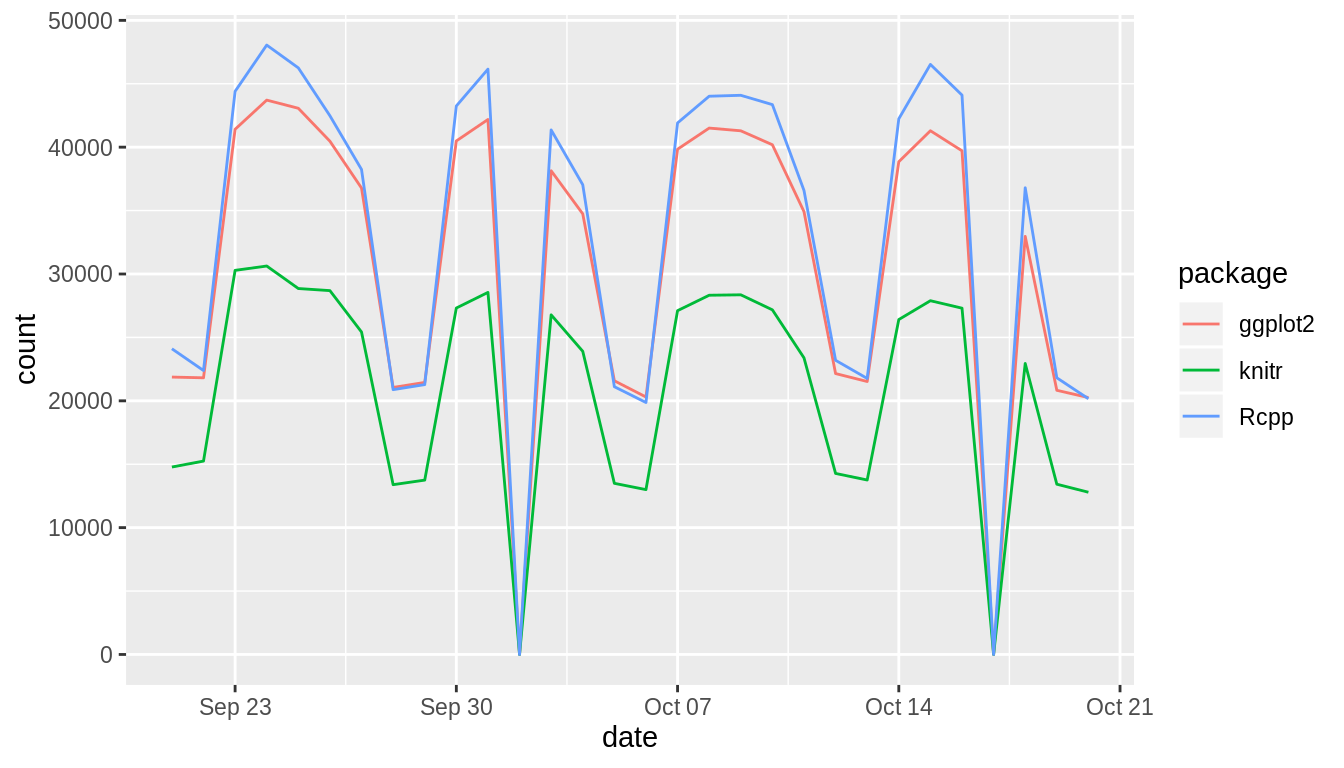 50000
40000
30000
20000
10000
0
count
Sep 23
Sep 30
Oct 07
Oct 14
Oct 21
date
package
ggplot2
knitr
Rcpp